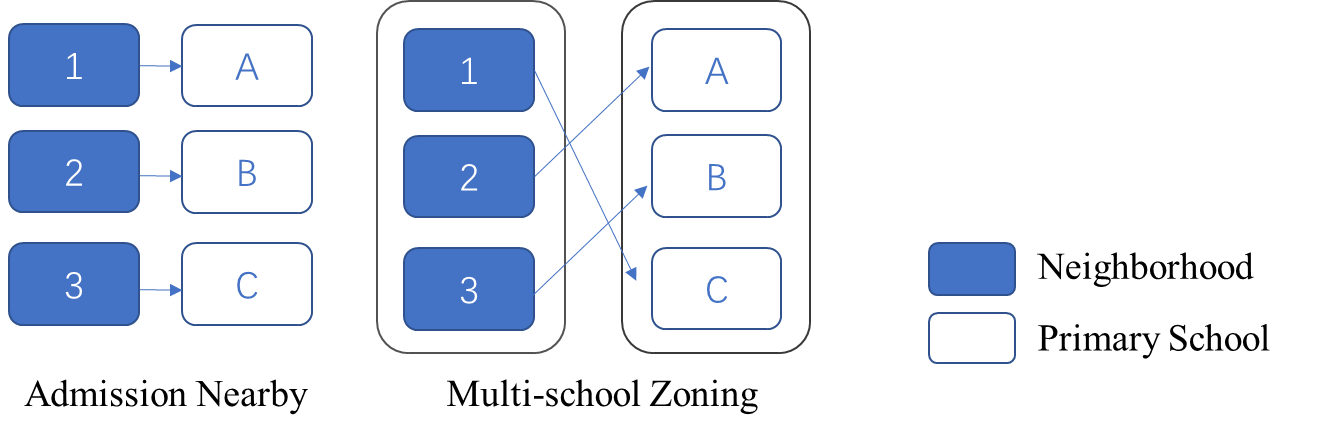 1 A
2 B
3 C
Admission Nearby
1 A
2 B
3 C
Multi-school Zoning
Neighborhood
Primary School